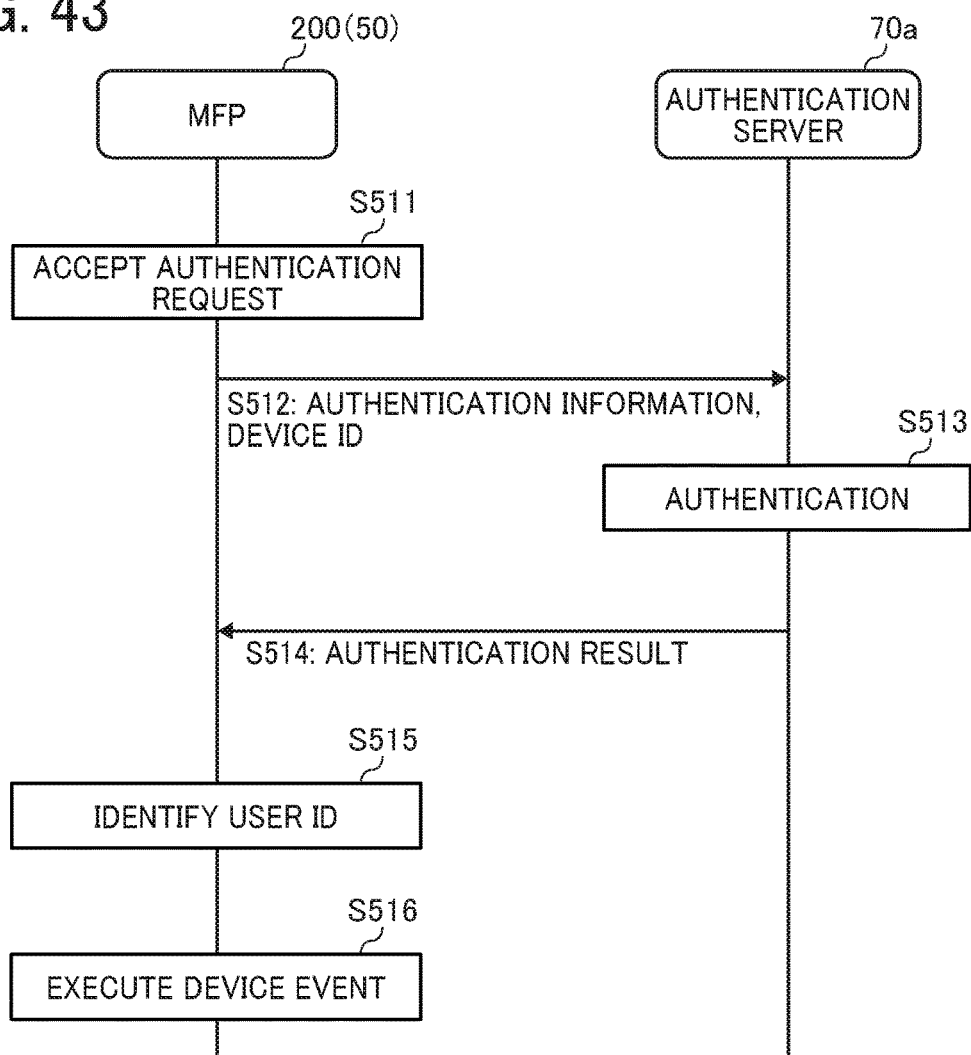 G. 43
200(50)
70a
MFP
AUTHENTICATION
SERVER
S511
ACCEPT AUTHENTICATION
REQUEST
S512: AUTHENTICATION INFORMATION,
DEVICE ID
S513
AUTHENTICATION
S514: AUTHENTICATION RESULT
S515
IDENTIFY USER ID
S516
EXECUTE DEVICE EVENT